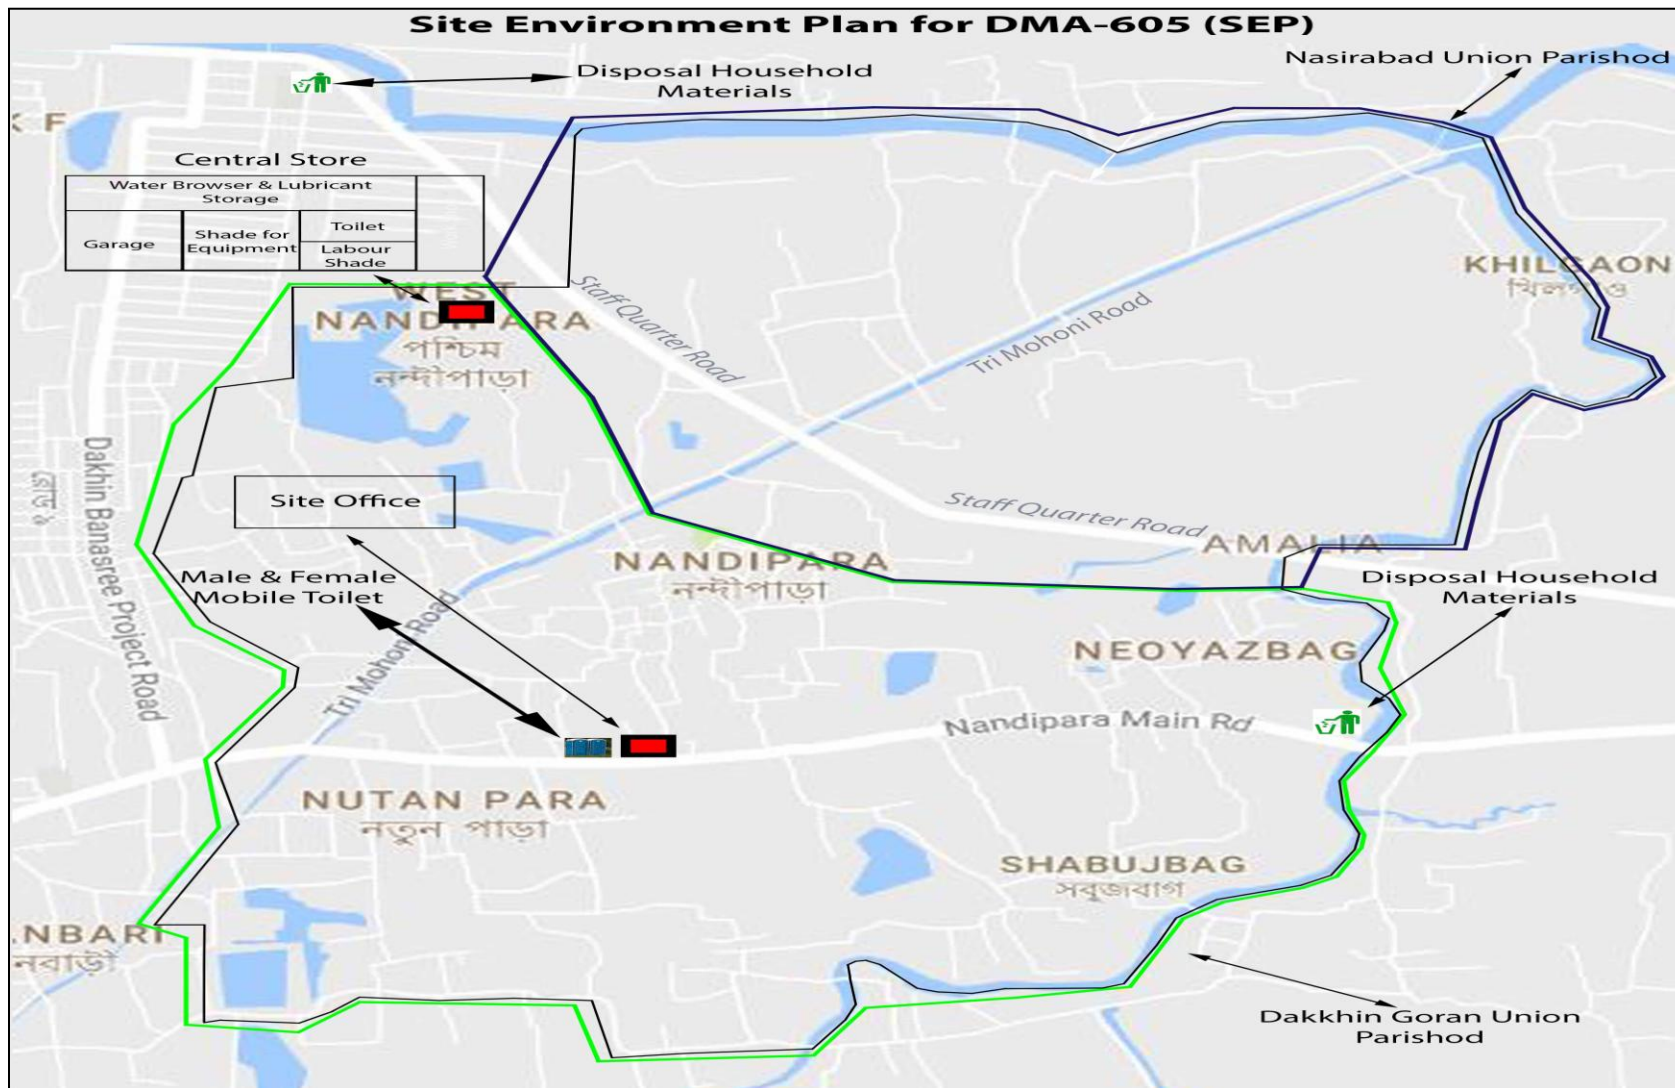 Site Environment Plan for DMA-605 (SEP)
Disposal Household
Materials
Nasirabad Union Parishod
K F
Central Store
Water Browser & Lubricant
Storage
Garage
Shade for
Equipment
Toilet
Labour
Shade
WEST
NANDIPARA
পশ্চিম
নন্দীপাড়া
Staff Quarter Road
Tri Mohoni Road
KHILGAON
খিলগাঁও
Dakhin Banasree Project Road
Site Office
Staff Quarter Road
AMALIA
NANDIPARA
নন্দীপাড়া
Male & Female
Mobile Toilet
Tri Mohoni Road
Disposal Household
Materials
NEOYAZBAG
Nandipara Main Rd
NUTAN PARA
নতুন পাড়া
SHABUJBAG
সবুজবাগ
ANBARI
নবাড়ী
Dakkhin Goran Union
Parishod